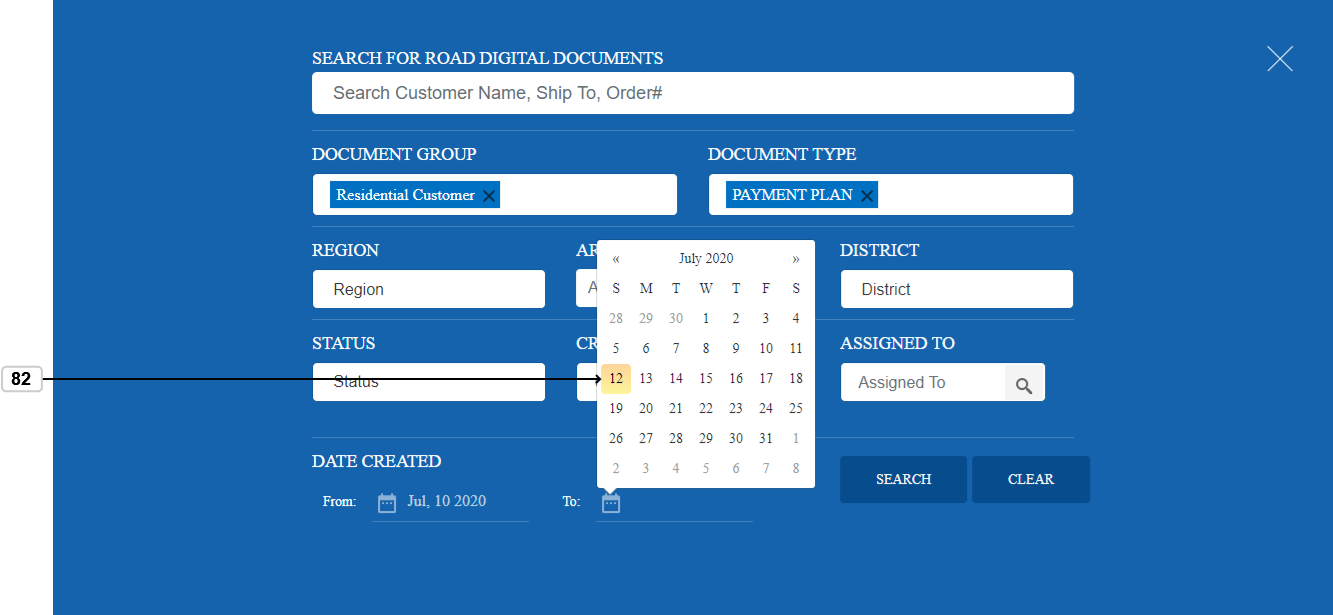 SEARCH FOR ROAD DIGITAL DOCUMENTS
Search Customer Name, Ship To, Order#
DOCUMENT GROUP DOCUMENT TYPE
Residential Customer PAYMENT PLAN
REGION AR DISTRICT
Region A District
« July 2020 »
S M T W T F S
28 29 30 1 2 3 4
5 6 7 8 9 10 11
STATUS CR ASSIGNED TO
82 Status Assigned To
12 13 14 15 16 17 18
19 20 21 22 23 24 25
26 27 28 29 30 31 1
2 3 4 5 6 7 8
DATE CREATED
From: Jul, 10 2020 To:
SEARCH CLEAR